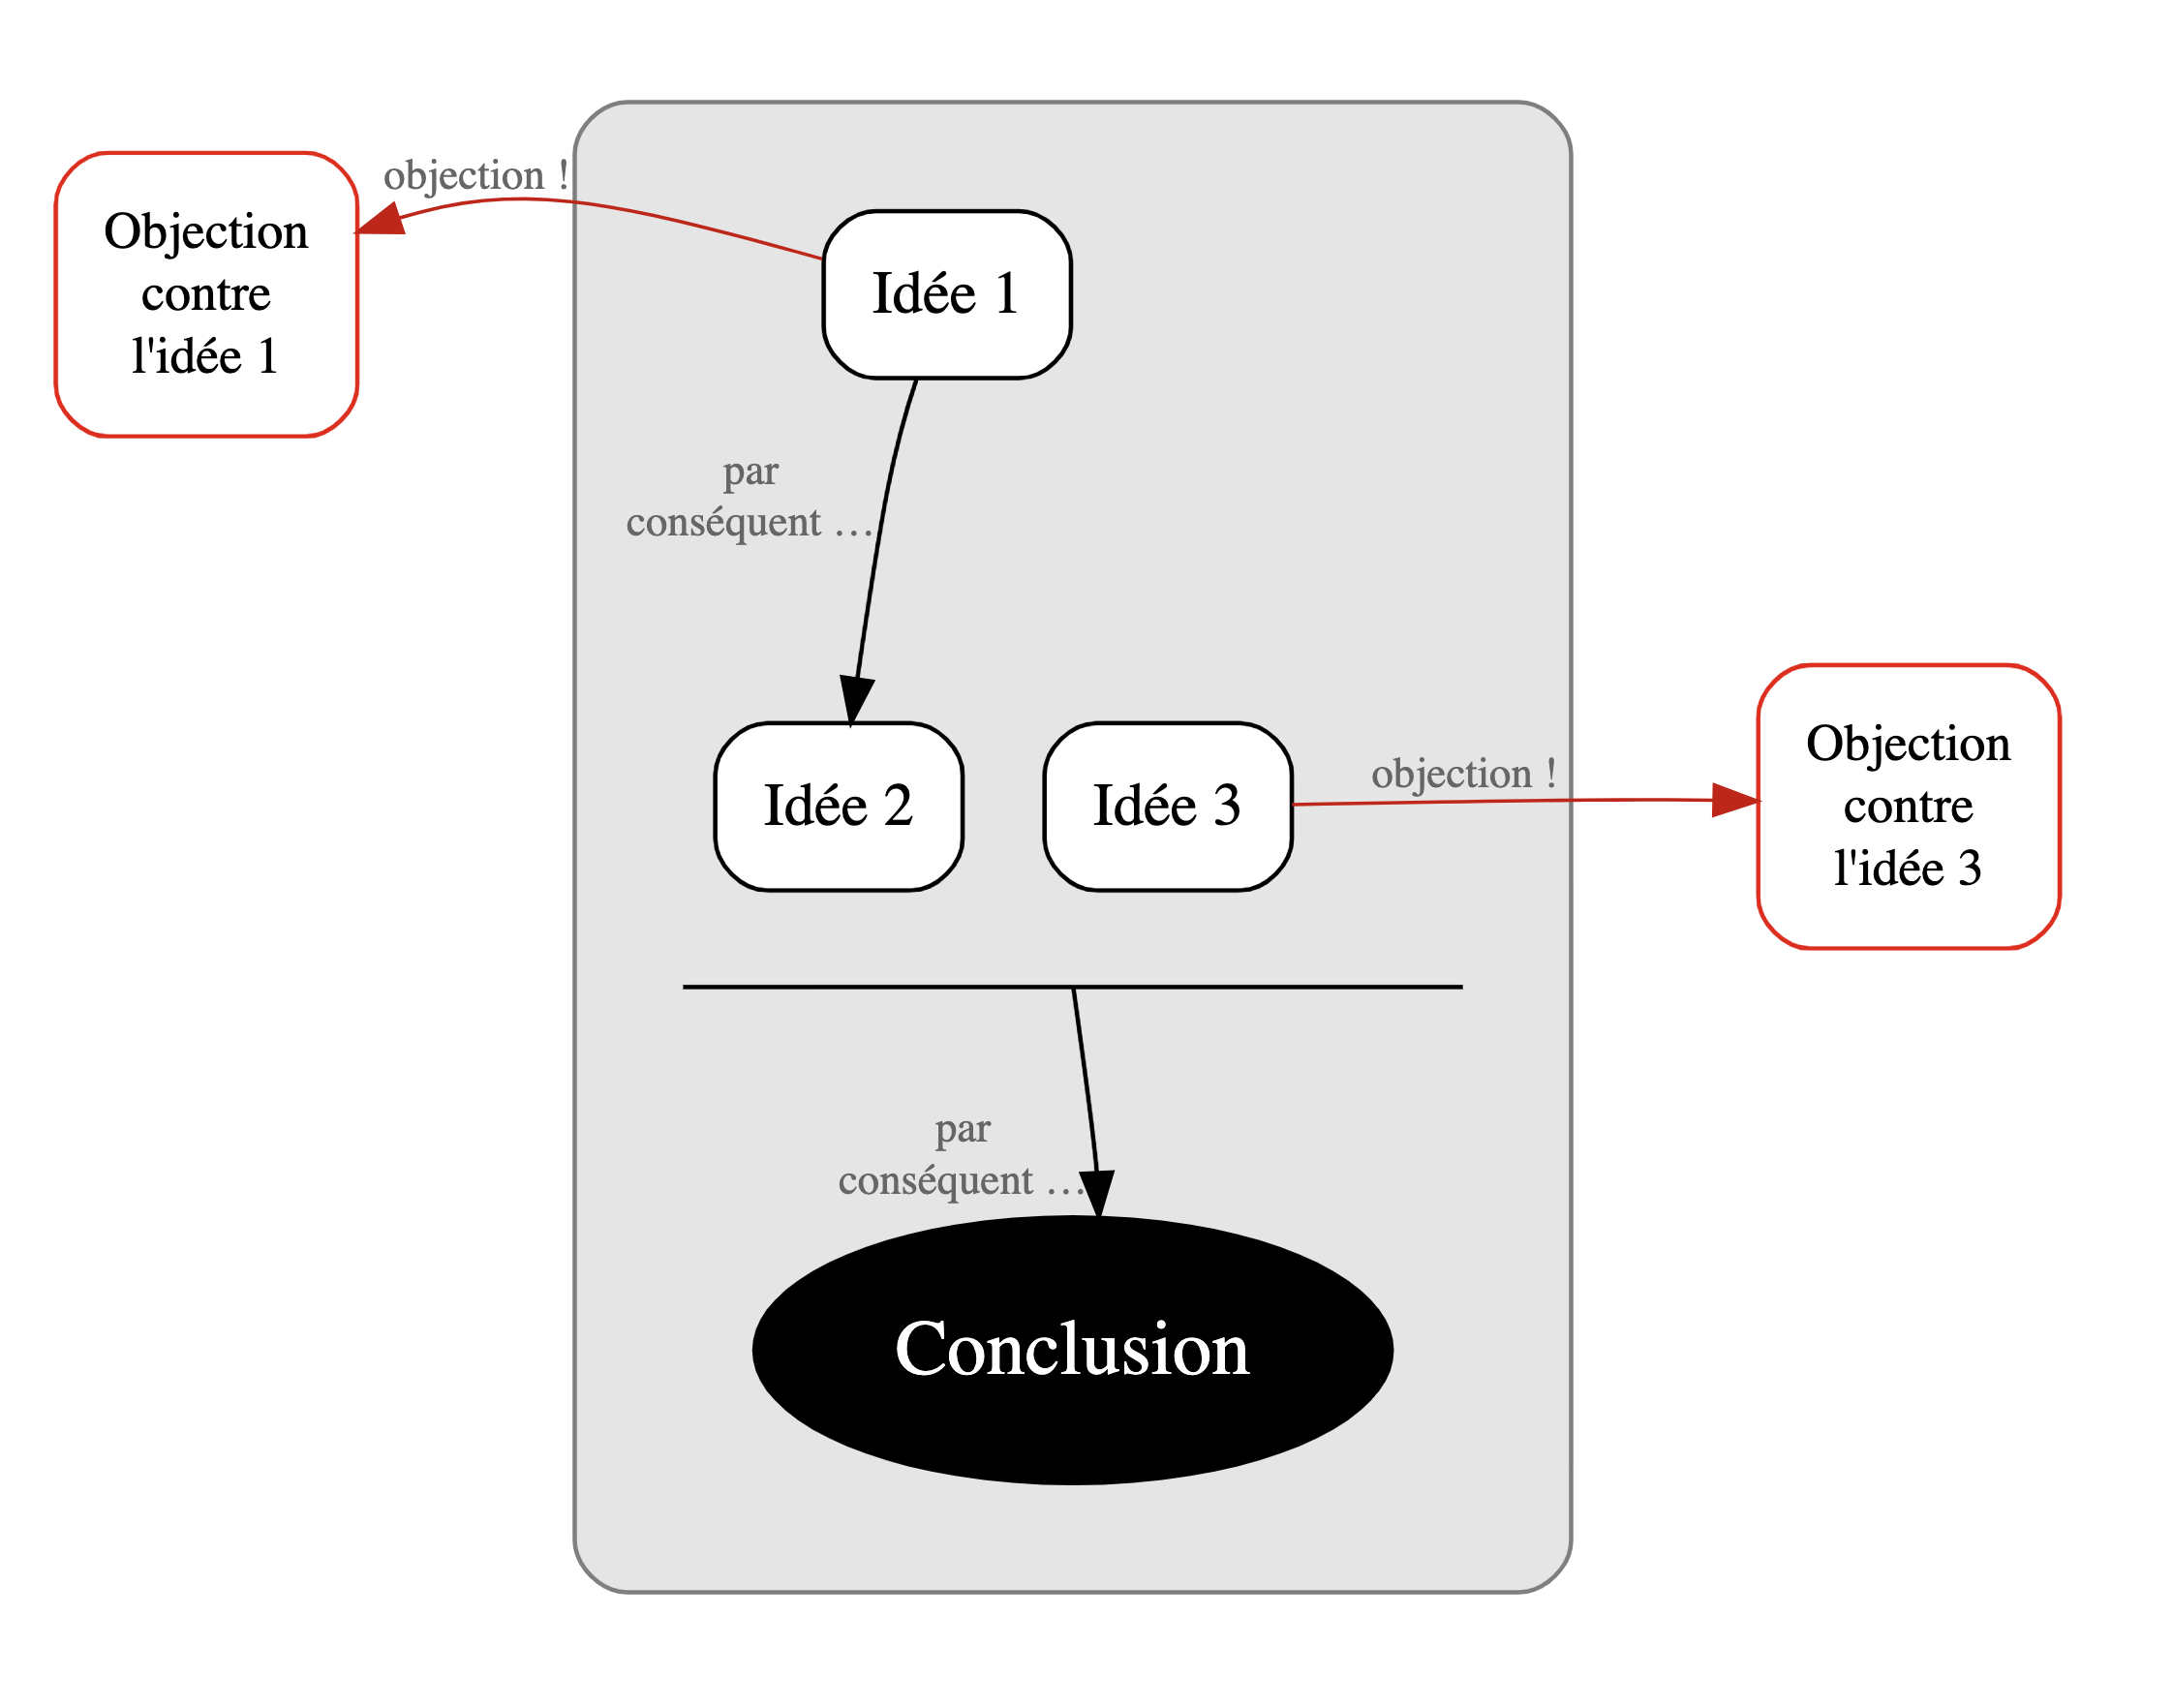 objection !
Objection
contre
l'idée 1
Idée 1
par
conséquent …
Idée 2
Idée 3
objection !
Objection
contre
l'idée 3
par
conséquent …
Conclusion